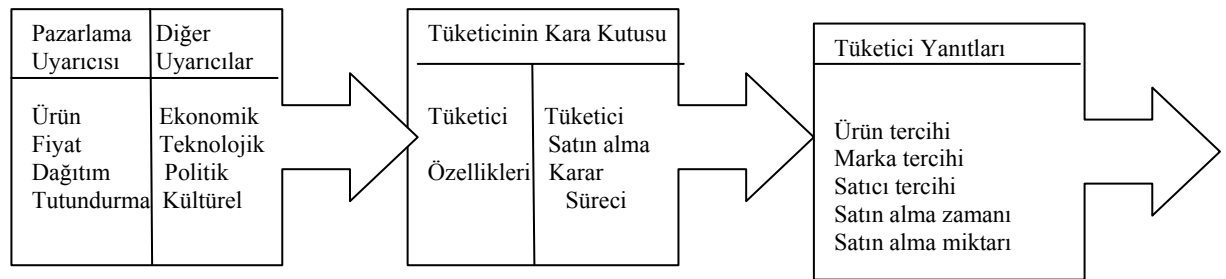 Pazarlama
Uyarıcısı
Diğer
Uyarıcılar
Ürün
Fiyat
Dağıtım
Tutundurma
Ekonomik
Teknolojik
Politik
Kültürel
Tüketicinin Kara Kutusu
Tüketici
Özellikleri
Tüketici
Satın alma
Karar
Süreci
Tüketici Yanıtları
Ürün tercihi
Marka tercihi
Satıcı tercihi
Satın alma zamanı
Satın alma miktarı